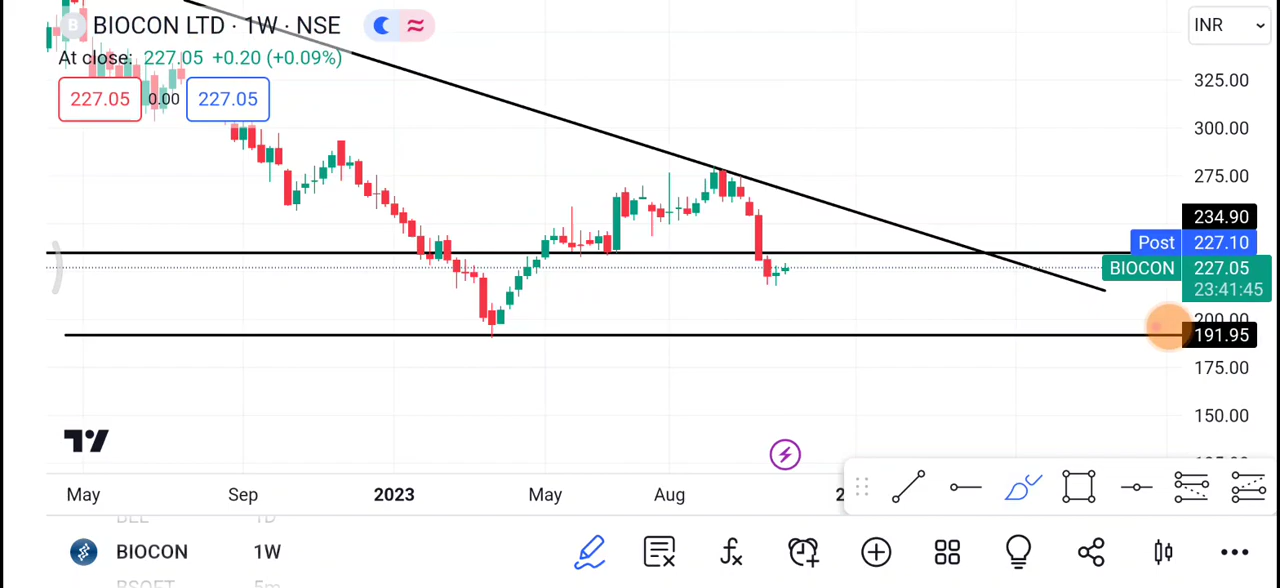 B BIOCON LTD · 1W · NSE
INR
At close: 227.05 +0.20 (+0.09%)
227.05 0.00 227.05
325.00
300.00
275.00
234.90
Post 227.10
BIOCON 227.05
23:41:45
200.00
191.95
175.00
150.00
May Sep 2023 May Aug
BIOCON 1W